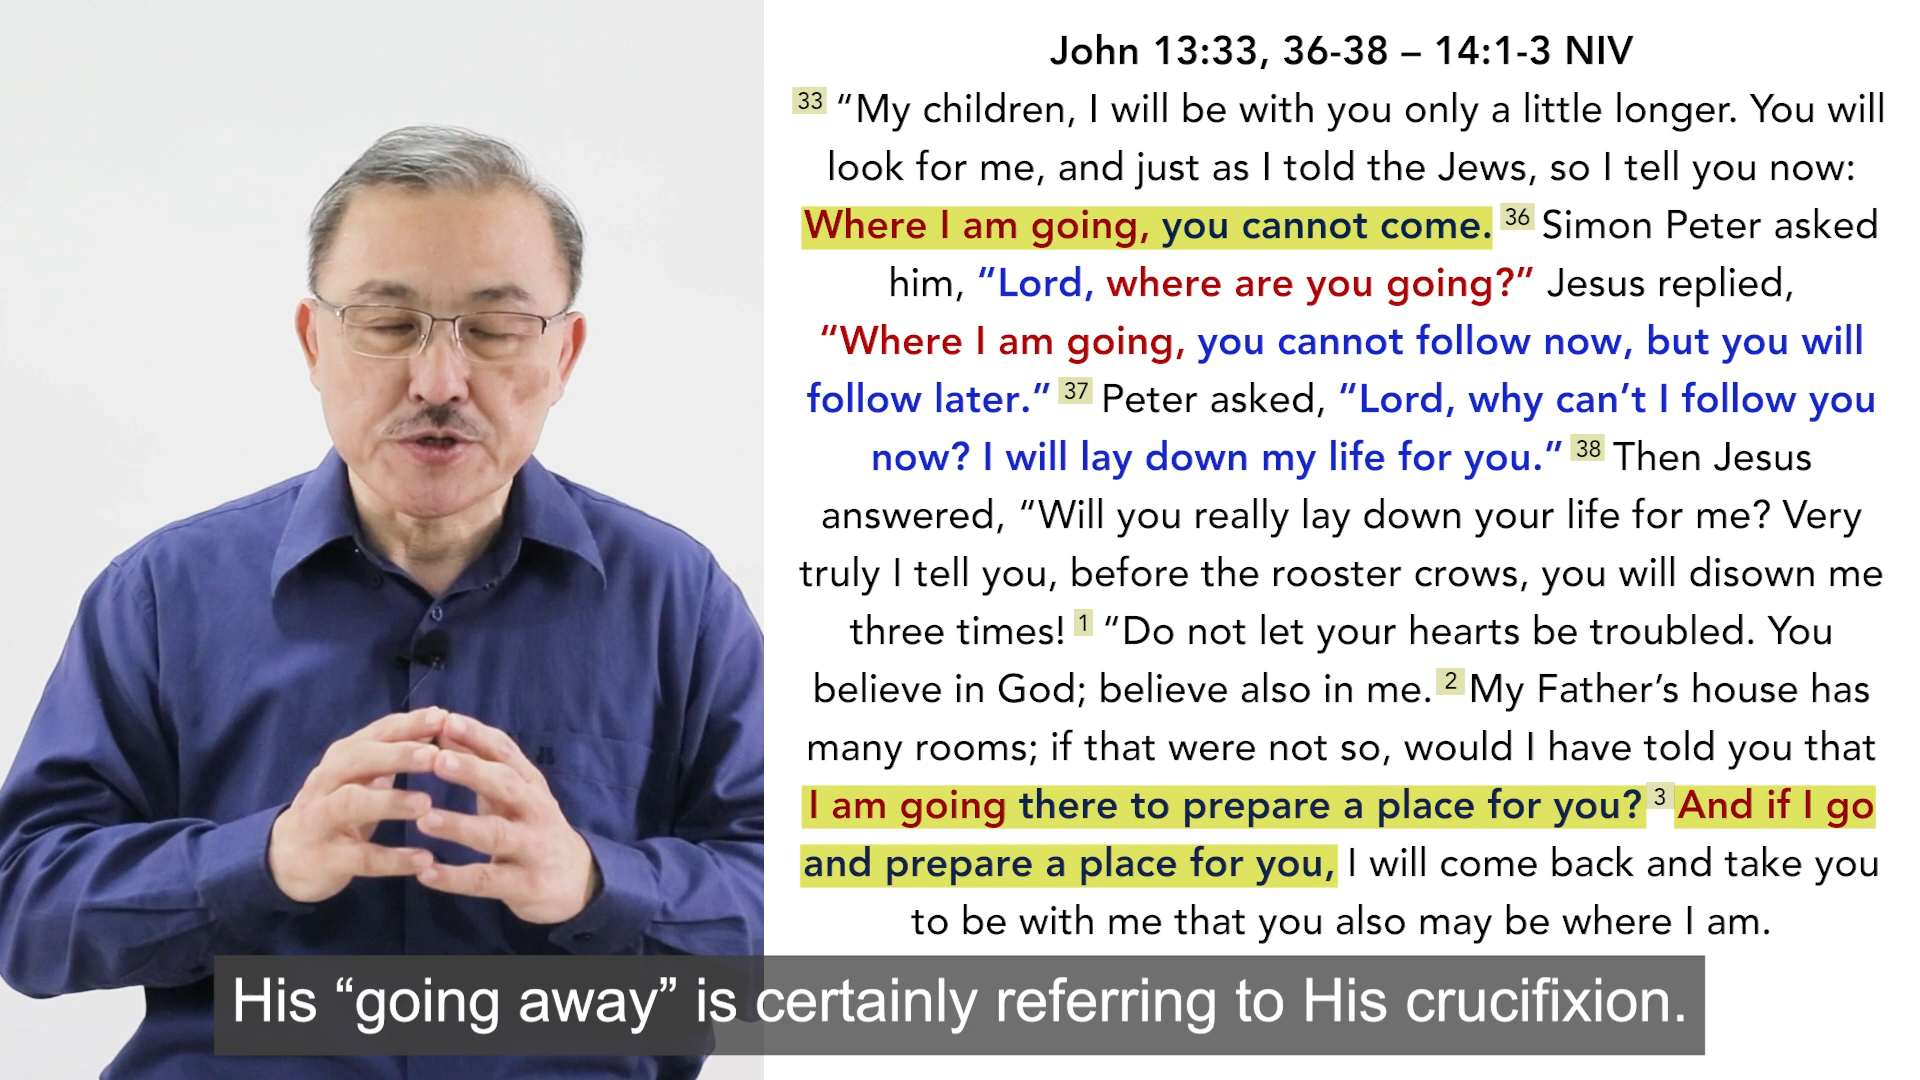 John 13:33, 36-38 – 14:1-3 NIV
33 “My children, I will be with you only a little longer. You will
look for me, and just as I told the Jews, so I tell you now:
Where I am going, you cannot come. 36 Simon Peter asked
him, “Lord, where are you going?” Jesus replied,
“Where I am going, you cannot follow now, but you will
follow later.” 37 Peter asked, “Lord, why can’t I follow you
now? I will lay down my life for you.” 38 Then Jesus
answered, “Will you really lay down your life for me? Very
truly I tell you, before the rooster crows, you will disown me
three times! 1 “Do not let your hearts be troubled. You
believe in God; believe also in me. 2 My Father’s house has
many rooms; if that were not so, would I have told you that
I am going there to prepare a place for you? 3 And if I go
and prepare a place for you, I will come back and take you
to be with me that you also may be where I am.
His “going away” is certainly referring to His crucifixion.